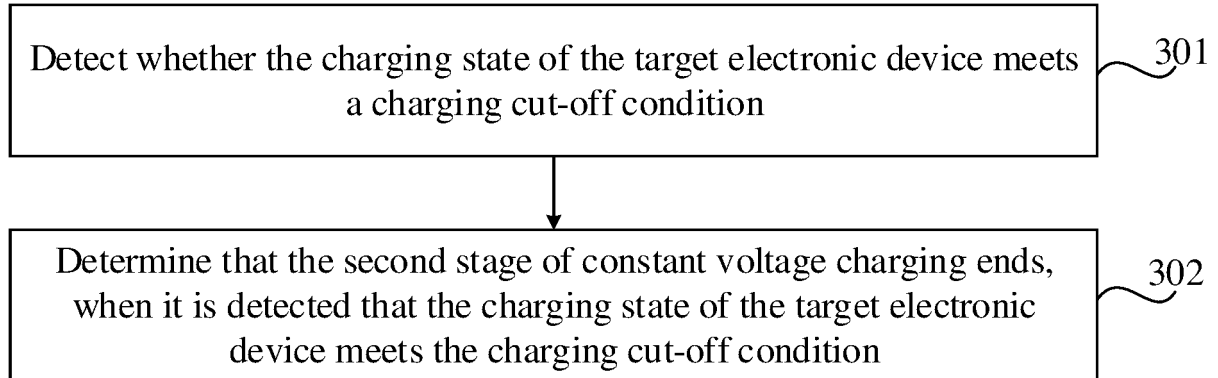 Detect whether the charging state of the target electronic device meets
a charging cut-off condition
301
Determine that the second stage of constant voltage charging ends,
when it is detected that the charging state of the target electronic
device meets the charging cut-off condition
302